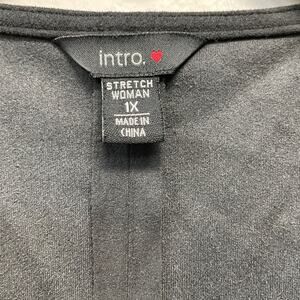 intro.
STRETCH
WOMAN
1X
MADE IN
CHINA